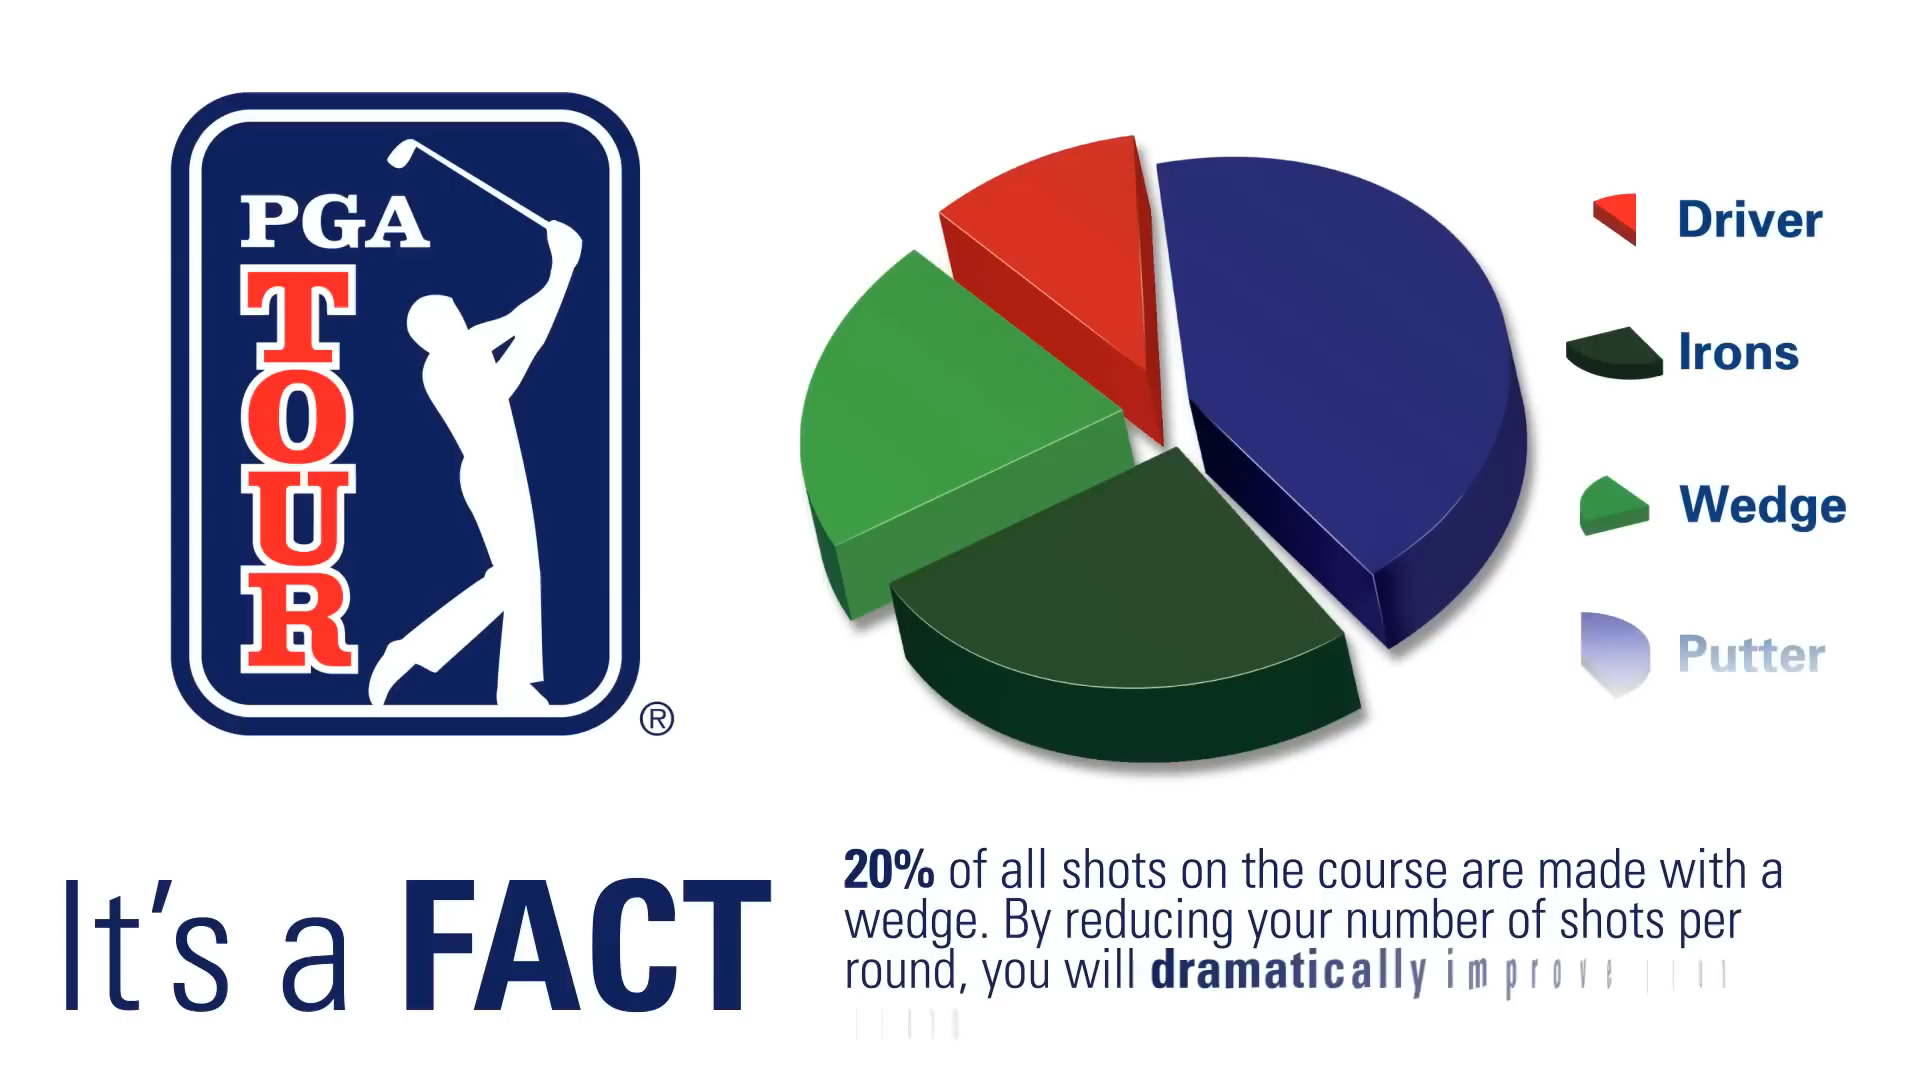 PGA
TOUR
®
Driver
Irons
Wedge
Putter
It's a FACT
20% of all shots on the course are made with a
wedge. By reducing your number of shots per
round, you will dramatically improve